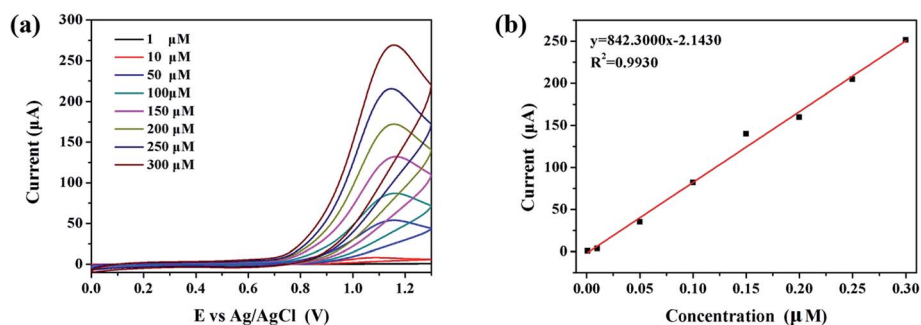 (a)
300
250
200
150
100
50
0
Current (µA)
1 µM
10 µM
50 µM
100µM
150 µM
200 µM
250 µM
300 µM
0.0 0.2 0.4 0.6 0.8 1.0 1.2
E vs Ag/AgCl (V)
(b)
y=842.3000x-2.1430
R²=0.9930
250
200
150
100
50
0
Current (µA)
0.00 0.05 0.10 0.15 0.20 0.25 0.30
Concentration (µM)